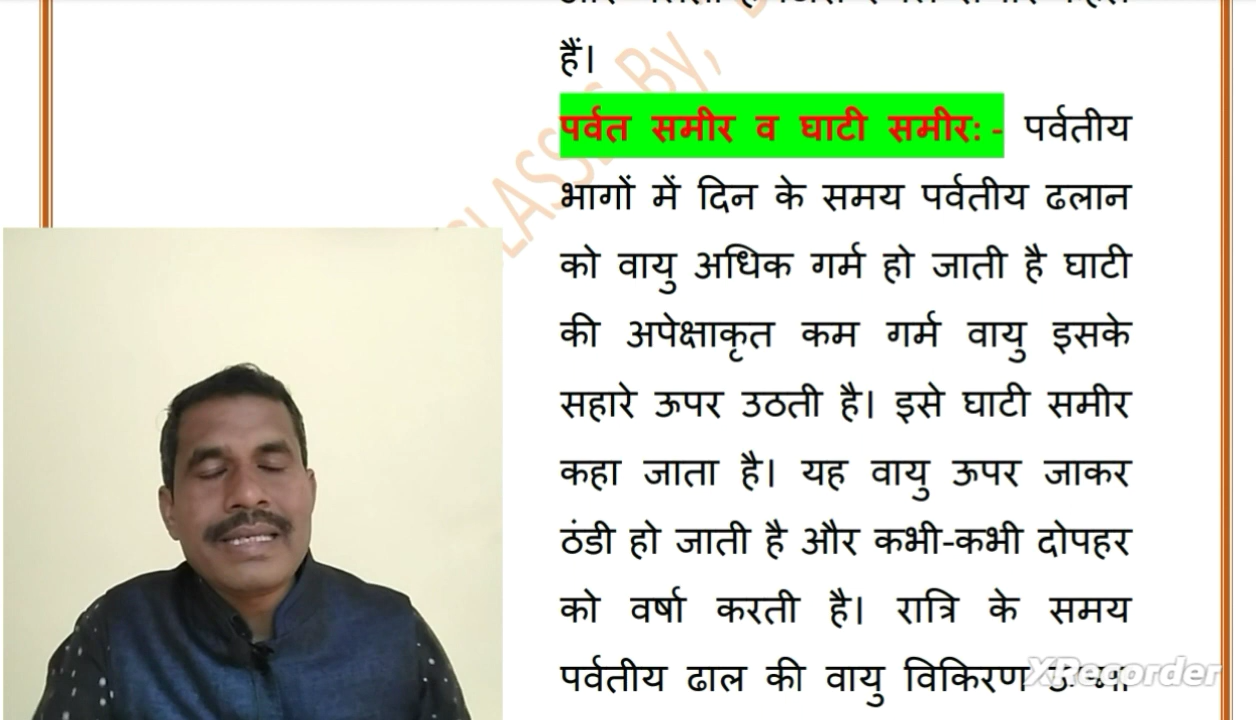 हैं।
पर्वत समीर व घाटी समीर: - पर्वतीय
भागों में दिन के समय पर्वतीय ढलान
को वायु अधिक गर्म हो जाती है घाटी
की अपेक्षाकृत कम गर्म वायु इसके
सहारे ऊपर उठती है। इसे घाटी समीर
कहा जाता है। यह वायु ऊपर जाकर
ठंडी हो जाती है और कभी-कभी दोपहर
को वर्षा करती है। रात्रि के समय
पर्वतीय ढाल की वायु विकिरण
XRecorder
By,